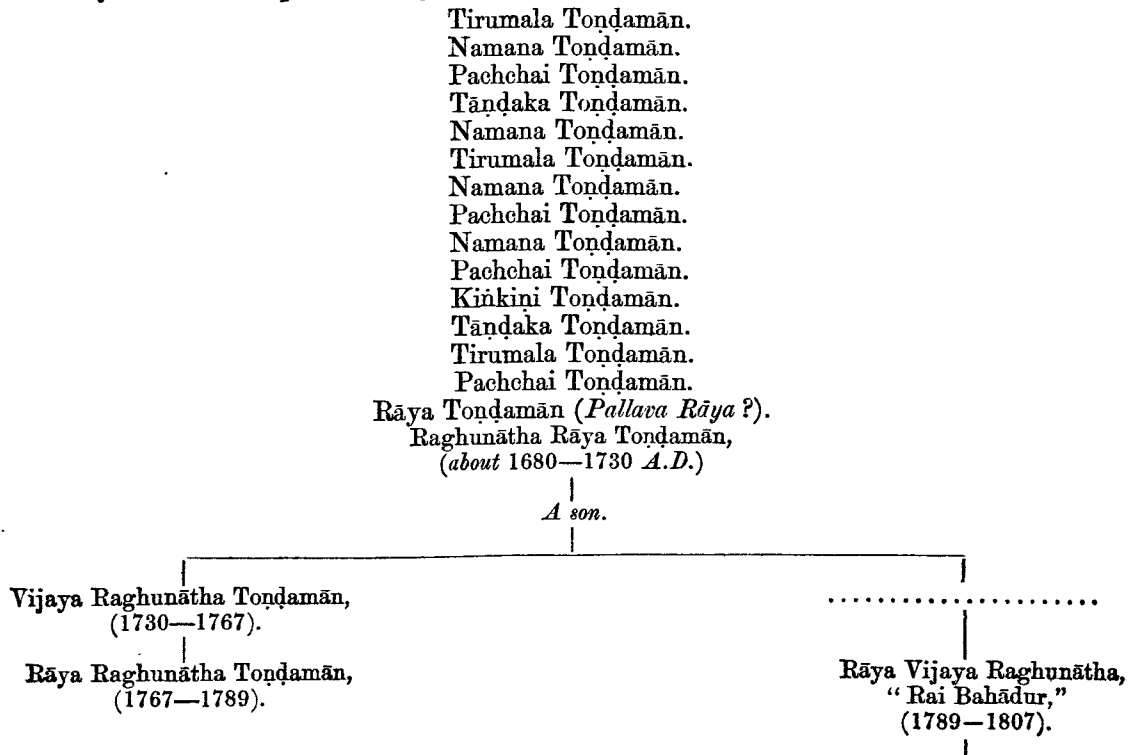 Tirumala Toṇḍamān.
Namana Toṇḍamān.
Pachchai Toṇḍamān.
Tāṇḍaka Toṇḍamān.
Namana Toṇḍamān.
Tirumala Toṇḍamān.
Namana Toṇḍamān.
Pachchai Toṇḍamān.
Namana Toṇḍamān.
Pachchai Toṇḍamān.
Kiṅkiṇi Toṇḍamān.
Tāṇḍaka Toṇḍamān.
Tirumala Toṇḍamān.
Pachchai Toṇḍamān.
Rāya Toṇḍamān (Pallava Rāya ?).
Raghunātha Rāya Toṇḍamān,
(about 1680—1730 A.D.)
A son.
Vijaya Raghunātha Toṇḍamān,
(1730—1767).
Rāya Raghunātha Toṇḍamān,
(1767—1789).
......................
Rāya Vijaya Raghunātha,
“ Rai Bahādur,”
(1789—1807).